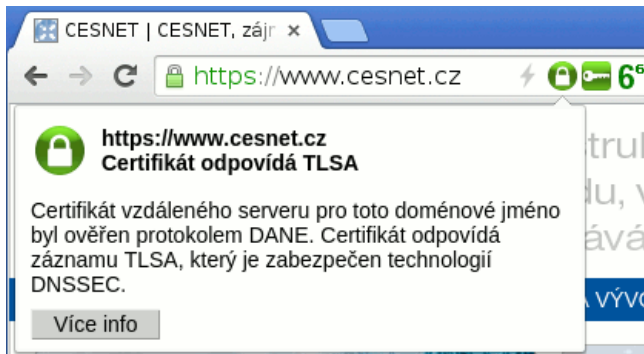 CESNET | CESNET, zájr
https://www.cesnet.cz
6
https://www.cesnet.cz
Certifikát odpovídá TLSA
Certifikát vzdáleného serveru pro toto doménové jméno
byl ověřen protokolem DANE. Certifikát odpovídá
záznamu TLSA, který je zabezpečen technologií
DNSSEC.
Více info